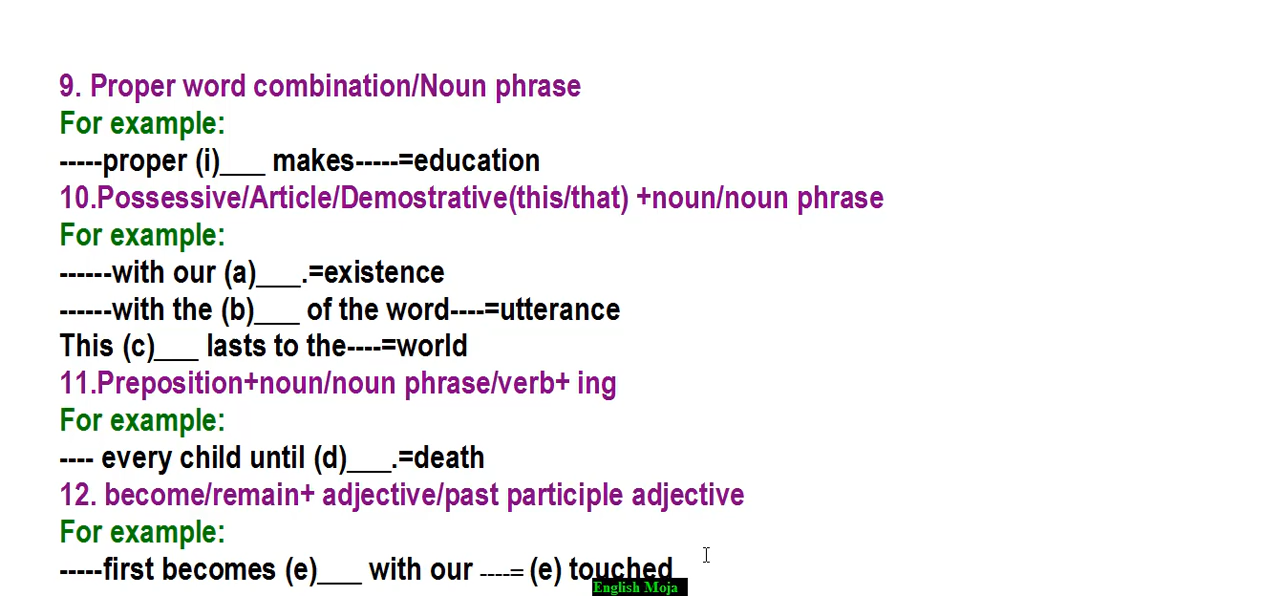 9. Proper word combination/Noun phrase
For example:
-----proper (i)___ makes-----=education
10.Possessive/Article/Demostrative(this/that) +noun/noun phrase
For example:
------with our (a)___.=existence
------with the (b)___ of the word----=utterance
This (c)___ lasts to the----=world
11.Preposition+noun/noun phrase/verb+ ing
For example:
---- every child until (d)___.=death
12. become/remain+ adjective/past participle adjective
For example:
-----first becomes (e)___ with our ----= (e) touched
English Moja